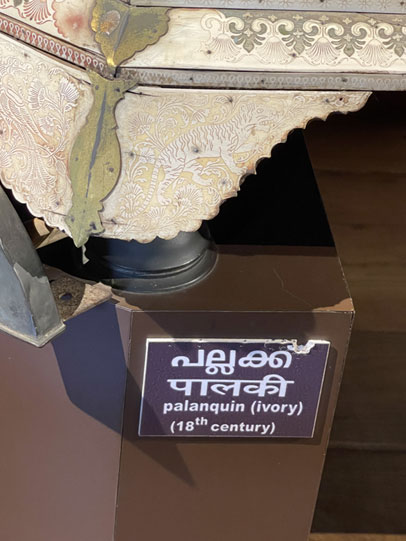 പല്ലക്ക്
पालकी
palanquin (ivory)
(18th century)